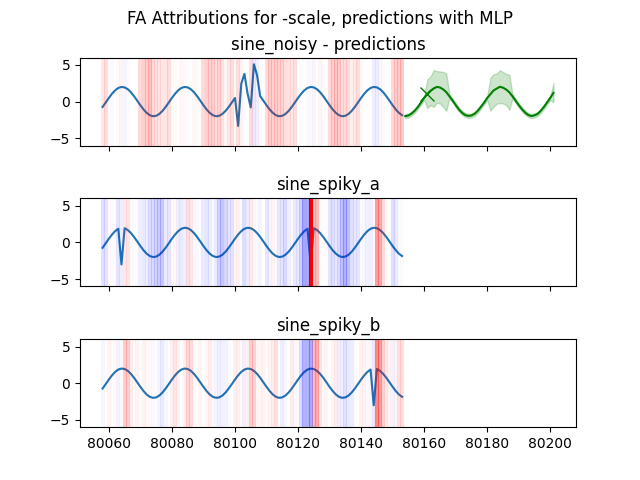 FA Attributions for -scale, predictions with MLP
sine_noisy - predictions
5
0
−5
sine_spiky_a
5
0
−5
sine_spiky_b
5
0
−5
80060 80080 80100 80120 80140 80160 80180 80200